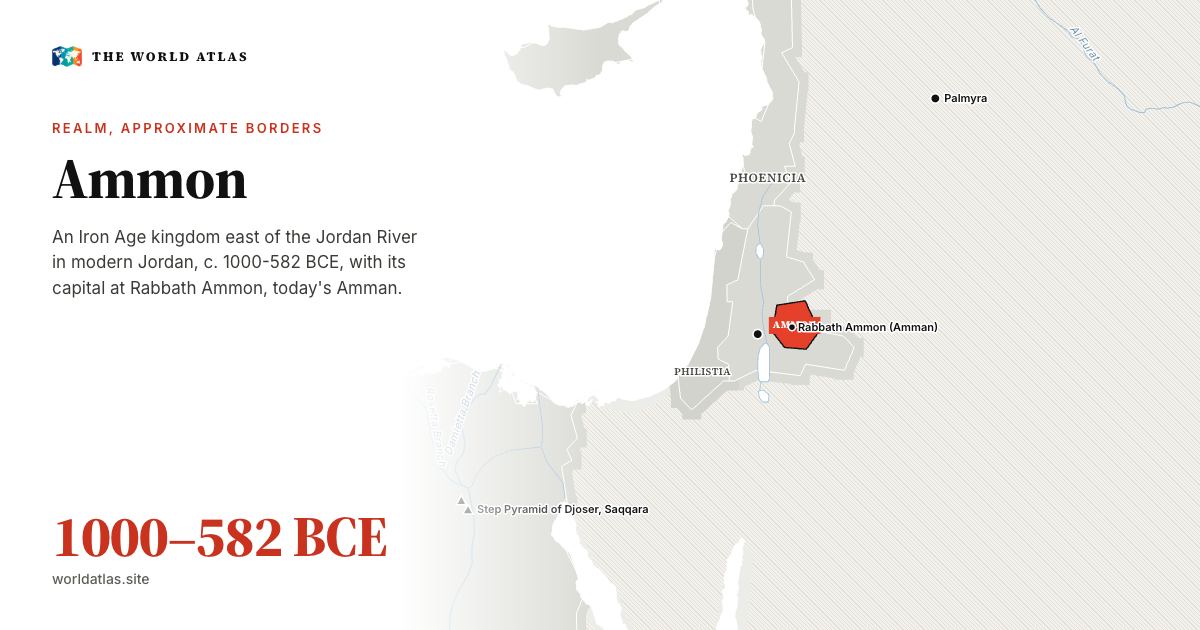 THE WORLD ATLAS
REALM, APPROXIMATE BORDERS
Ammon
An Iron Age kingdom east of the Jordan River
in modern Jordan, c. 1000-582 BCE, with its
capital at Rabbath Ammon, today's Amman.
1000–582 BCE
worldatlas.site
Al Furat
Palmyra
PHOENICIA
Rabbath Ammon (Amman)
PHILISTIA
Rosetta Branch
Damietta Branch
Step Pyramid of Djoser, Saqqara